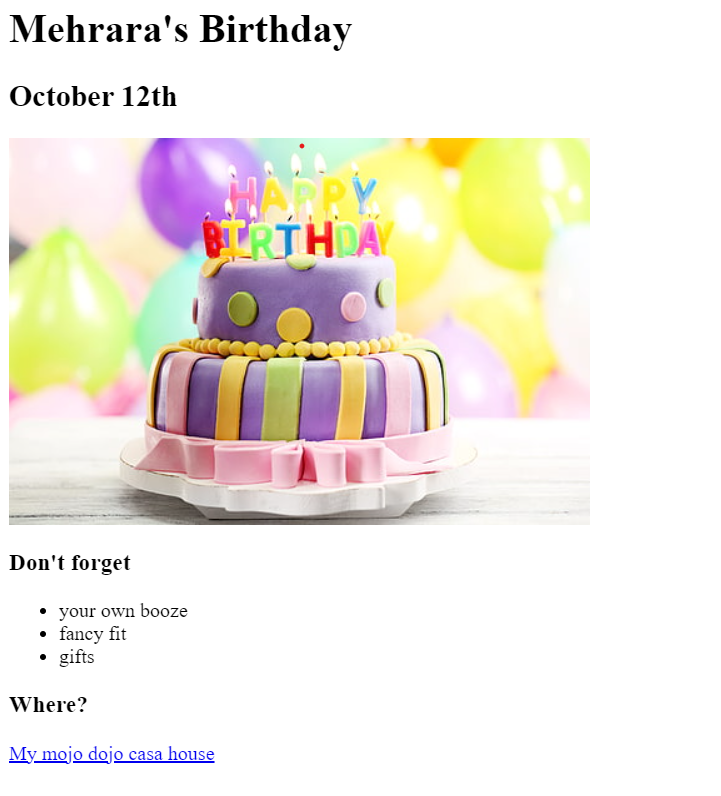 Mehrara's Birthday
October 12th
HAPPY
BIRTHDAY
Don't forget
your own booze
fancy fit
gifts
Where?
My mojo dojo casa house